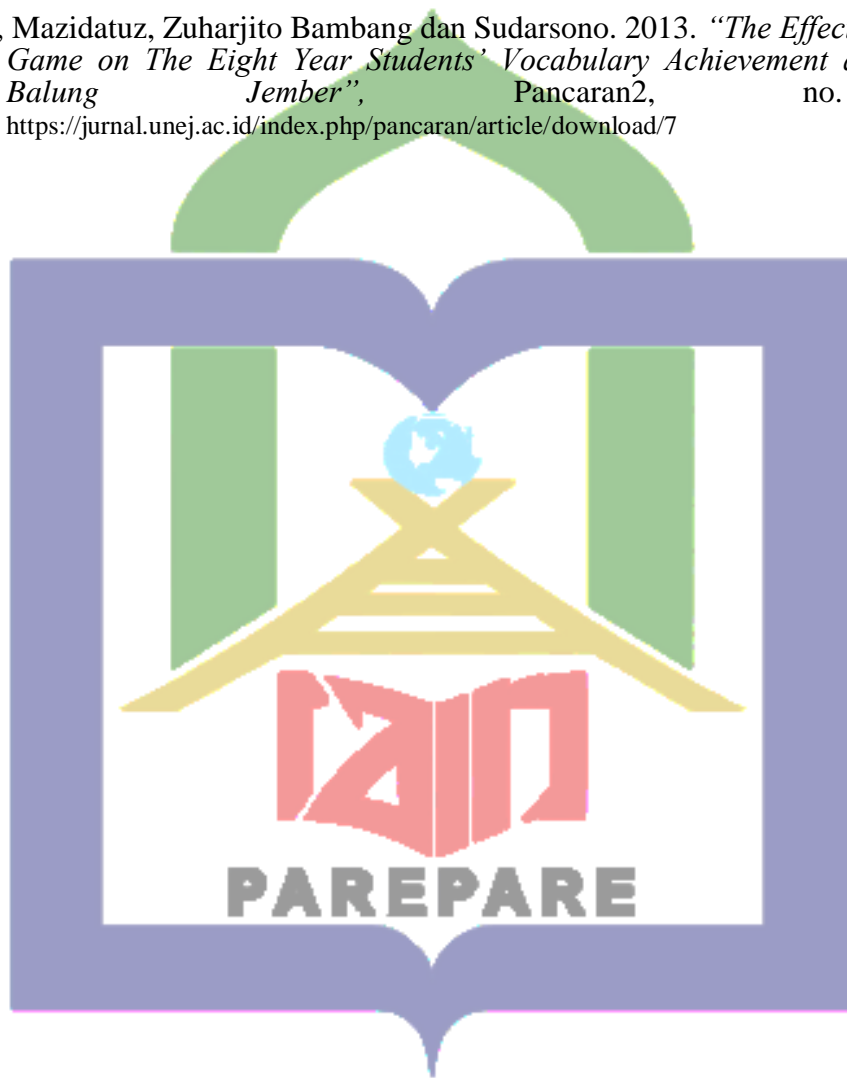 , Mazidatuz, Zuharjito Bambang dan Sudarsono. 2013. “The Effec
Game on The Eight Year Students’ Vocabulary Achievement a
Balung Jember”, Pancaran2, no.
https://jurnal.unej.ac.id/index.php/pancaran/article/download/7
iain
PAREPARE